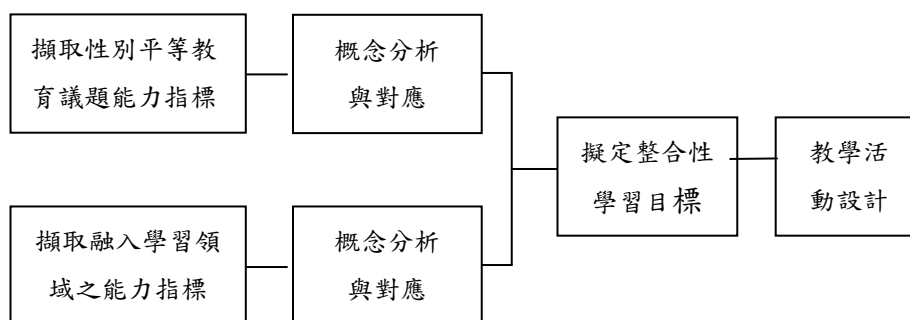 擷取性別平等教
育議題能力指標
概念分析
與對應
擷取融入學習領
域之能力指標
概念分析
與對應
擬定整合性
學習目標
教學活
動設計